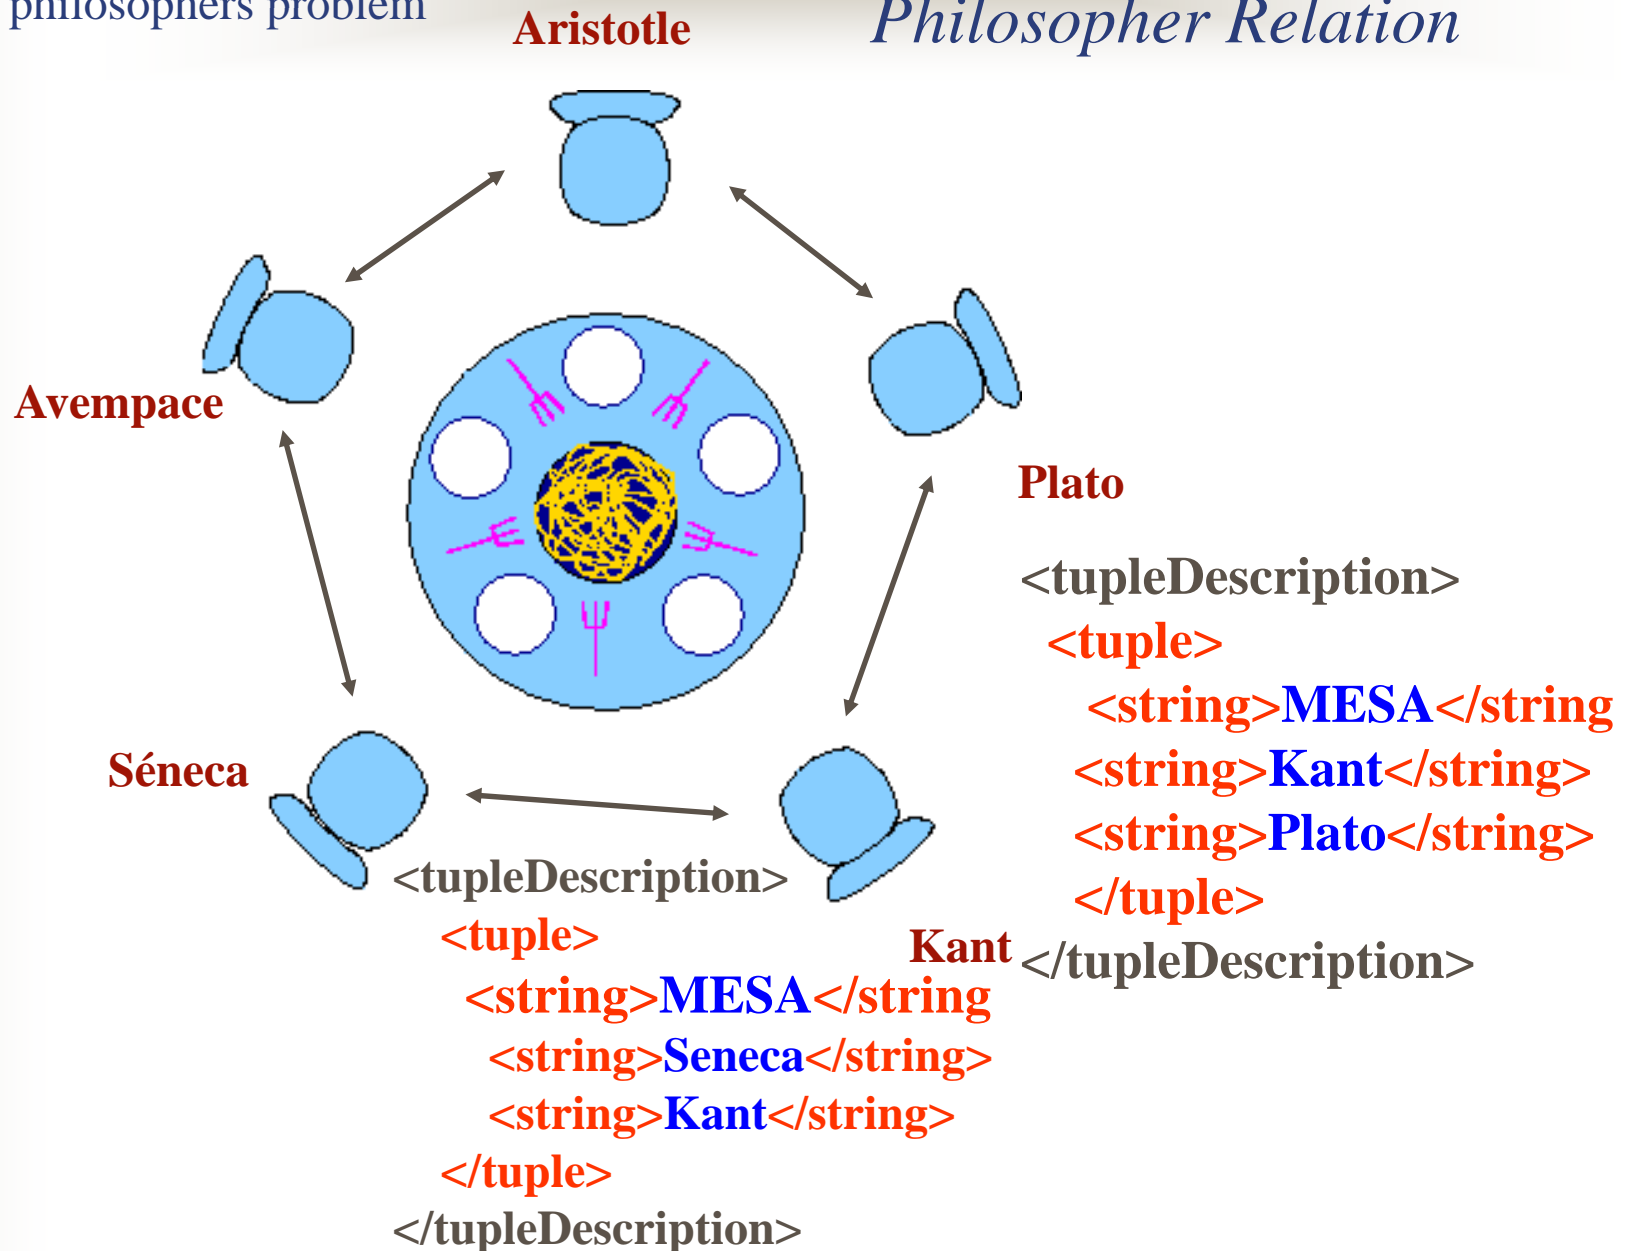 philosophers problem
Philosopher Relation
Aristotle
Avempace
Plato
<tupleDescription>
<tuple>
<string>MESA</string
<string>Kant</string>
<string>Plato</string>
</tuple>
</tupleDescription>
Séneca
Kant
<tupleDescription>
<tuple>
<string>MESA</string
<string>Seneca</string>
<string>Kant</string>
</tuple>
</tupleDescription>